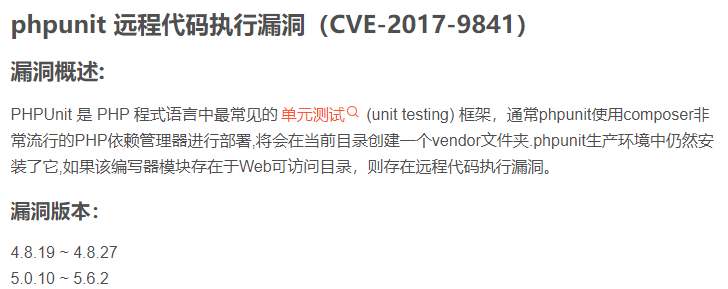 phpunit 远程代码执行漏洞（CVE-2017-9841）
漏洞概述:
PHPUnit 是 PHP 程式语言中最常见的 单元测试 (unit testing) 框架，通常phpunit使用composer非
常流行的PHP依赖管理器进行部署,将会在当前目录创建一个vendor文件夹.phpunit生产环境中仍然安
装了它,如果该编写器模块存在于Web可访问目录，则存在远程代码执行漏洞。
漏洞版本：
4.8.19 ~ 4.8.27
5.0.10 ~ 5.6.2